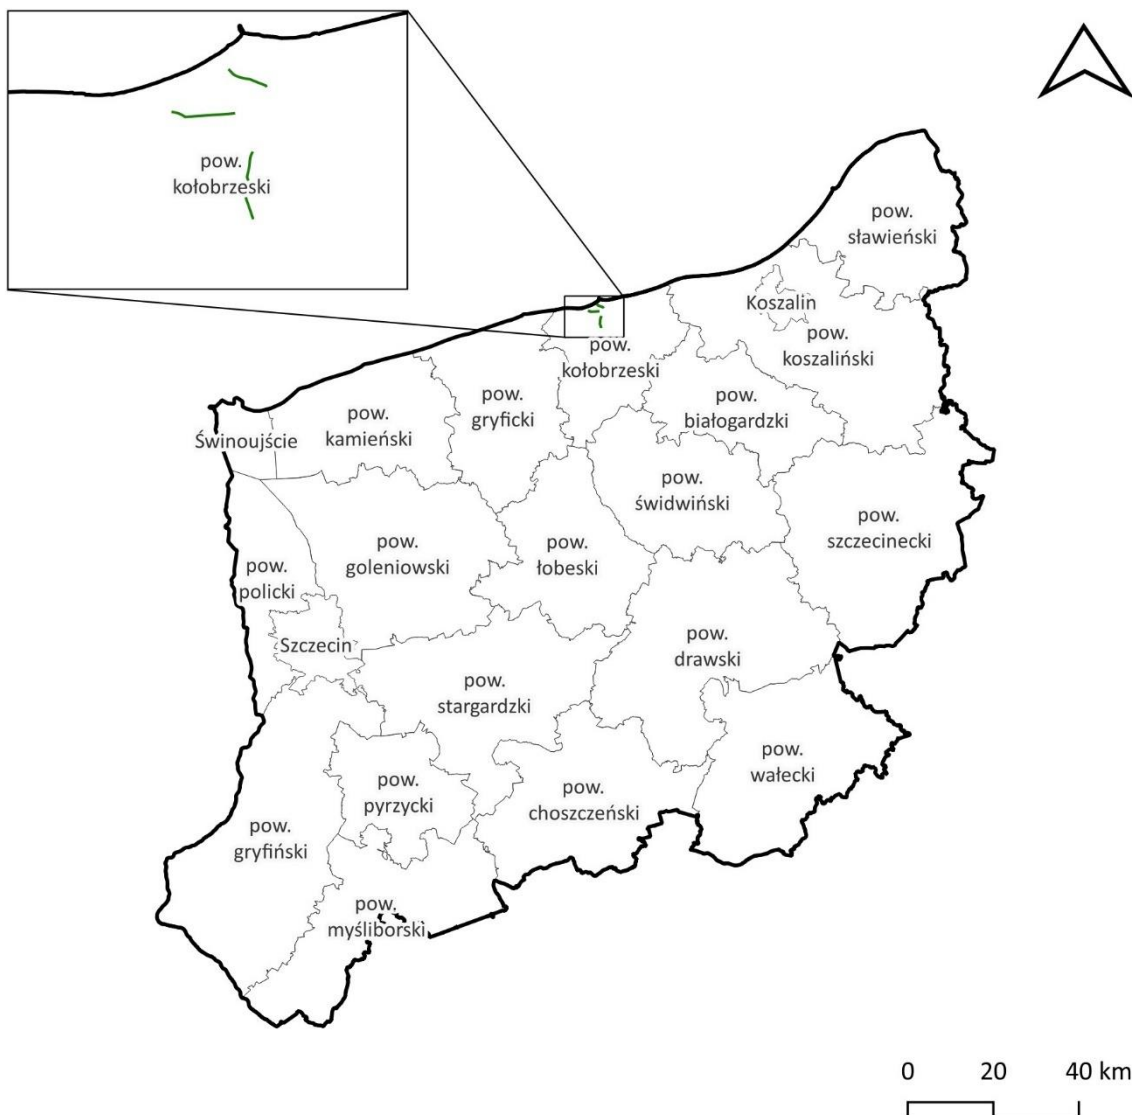 pow.
kołobrzeski
pow.
sławieński
Koszalin
pow.
koszaliński
pow.
kołobrzeski
pow.
białogardzki
pow.
gryficki
pow.
kamieński
Świnoujście
pow.
świdwiński
pow.
szczecinecki
pow.
goleniowski
pow.
łobeski
pow.
policki
Szczecin
pow.
drawski
pow.
stargardzki
pow.
wałecki
pow.
pyrzycki
pow.
choszczeński
pow.
gryfiński
pow.
myśliborski
0 20 40 km